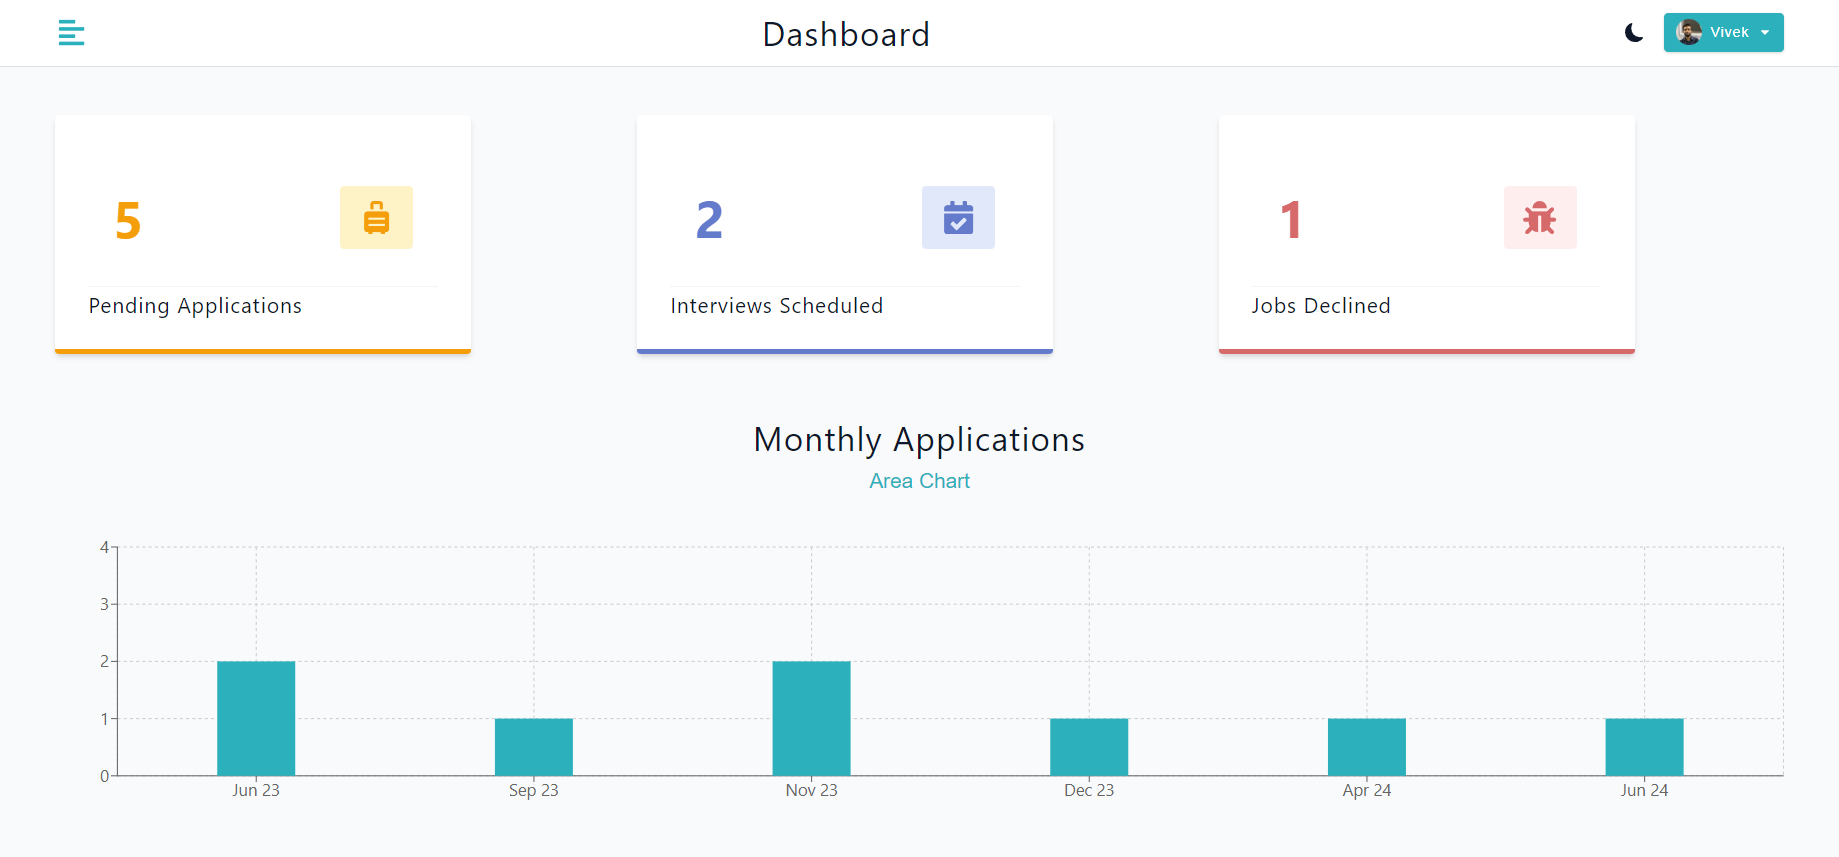 Dashboard
Vivek
5
Pending Applications
2
Interviews Scheduled
1
Jobs Declined
Monthly Applications
Area Chart
4
3
2
1
0
Jun 23 Sep 23 Nov 23 Dec 23 Apr 24 Jun 24